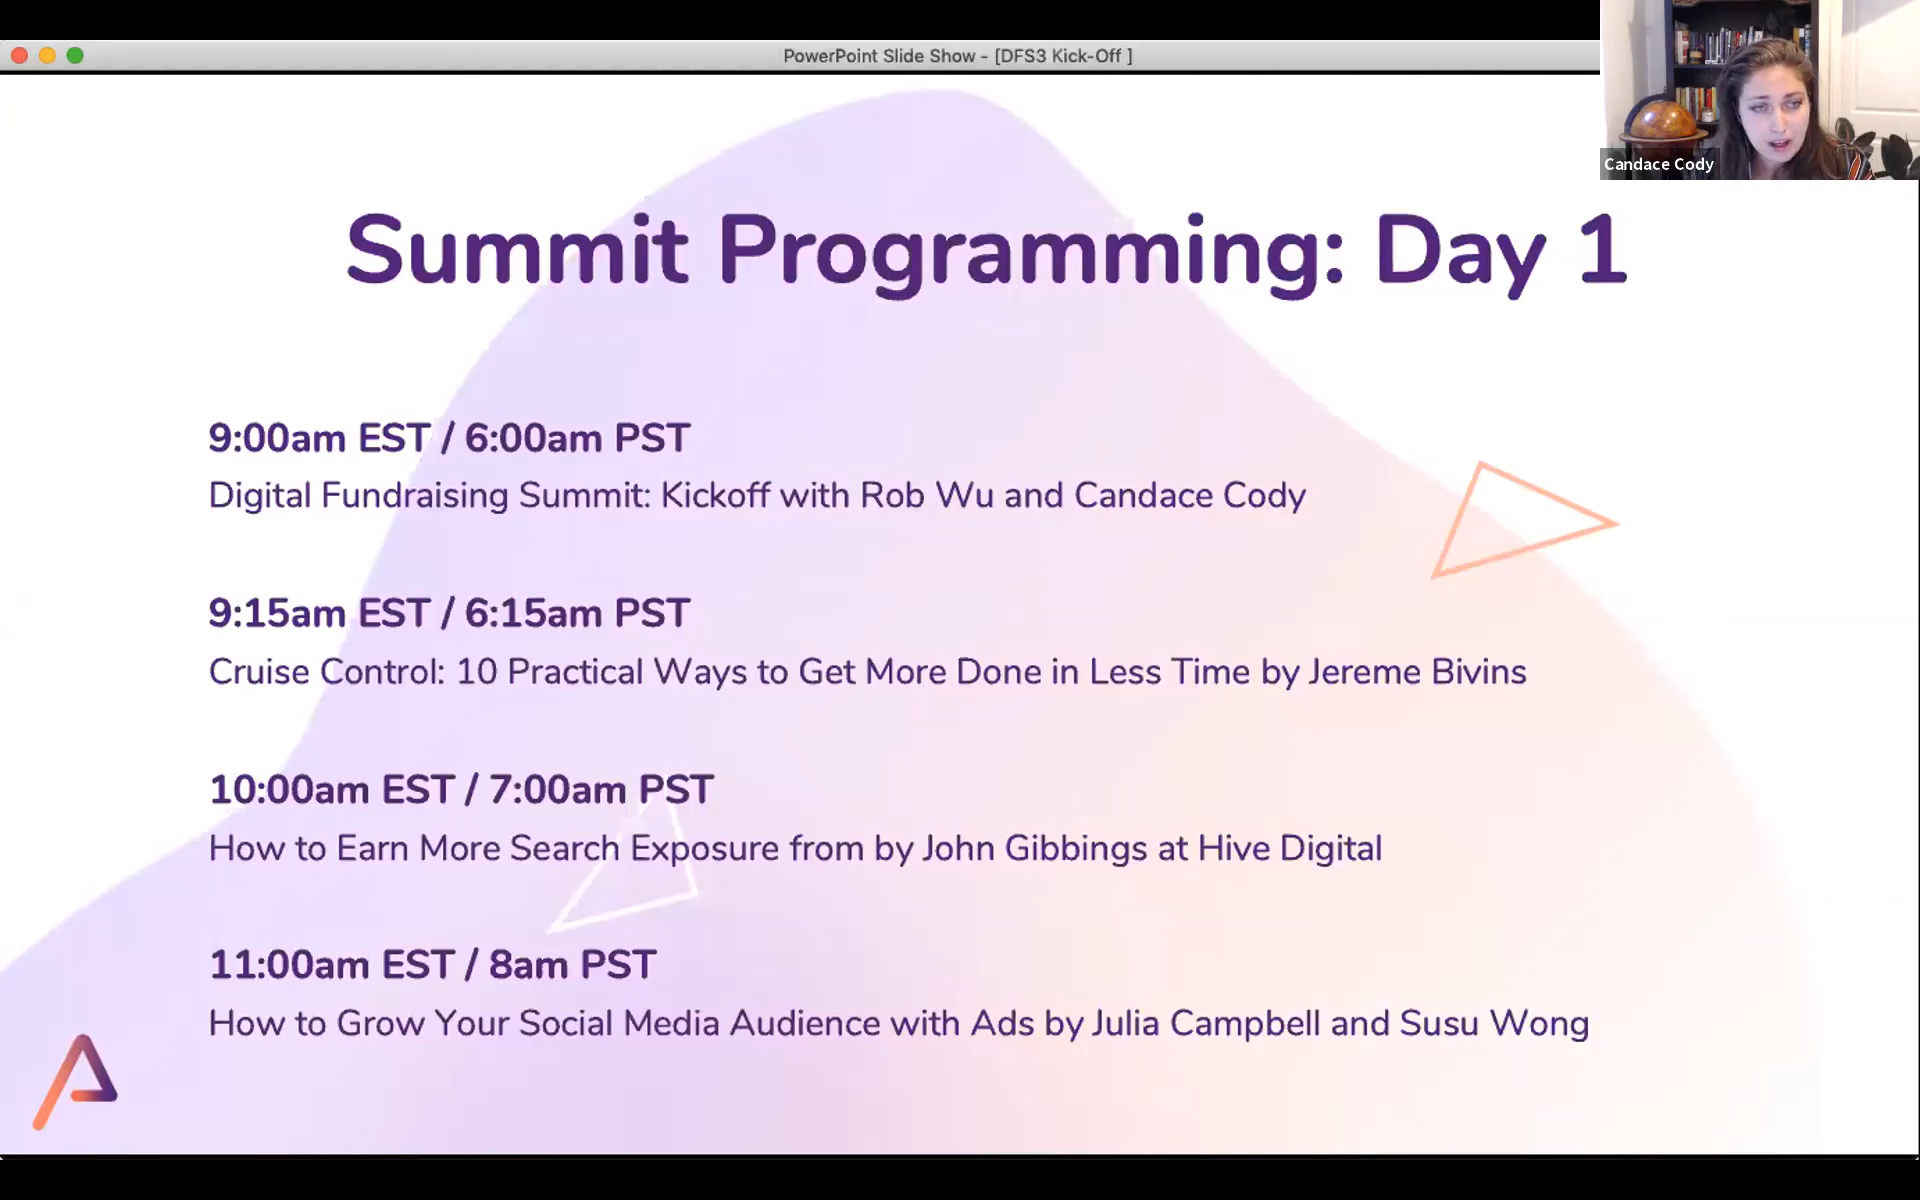 PowerPoint Slide Show - [DFS3 Kick-Off ]
Candace Cody
Summit Programming: Day 1
9:00am EST / 6:00am PST
Digital Fundraising Summit: Kickoff with Rob Wu and Candace Cody
9:15am EST / 6:15am PST
Cruise Control: 10 Practical Ways to Get More Done in Less Time by Jereme Bivins
10:00am EST / 7:00am PST
How to Earn More Search Exposure from by John Gibbings at Hive Digital
11:00am EST / 8am PST
How to Grow Your Social Media Audience with Ads by Julia Campbell and Susu Wong